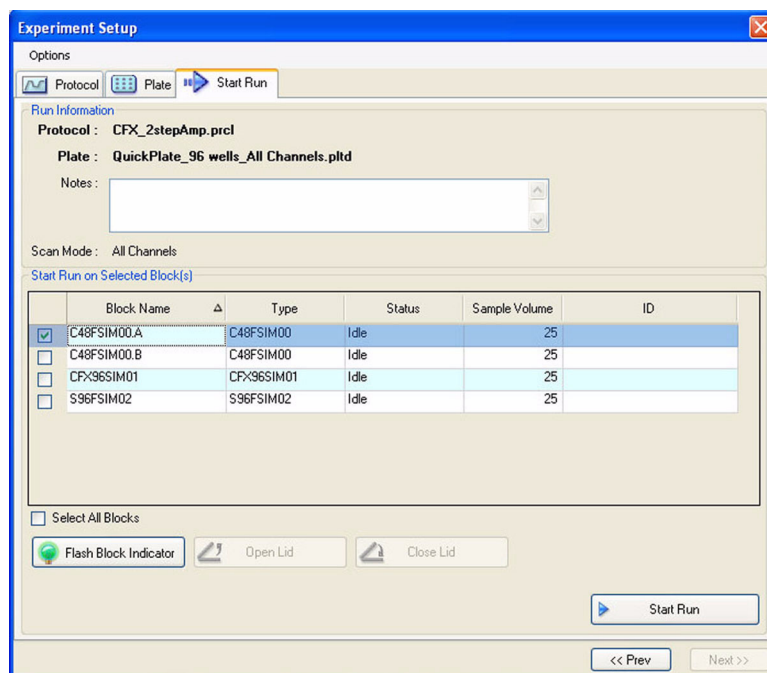 Experiment Setup
Options
Protocol Plate Start Run
Run Information
Protocol : CFX_2stepAmp.prcl
Plate : QuickPlate_96 wells_All Channels.pltd
Notes :
Scan Mode : All Channels
Start Run on Selected Block(s)
Block Name Type Status Sample Volume ID
C48FSIM00.A C48FSIM00 Idle 25
C48FSIM00.B C48FSIM00 Idle 25
CFX96SIM01 CFX96SIM01 Idle 25
S96FSIM02 S96FSIM02 Idle 25
Select All Blocks
Flash Block Indicator Open Lid Close Lid
Start Run
<< Prev Next >>